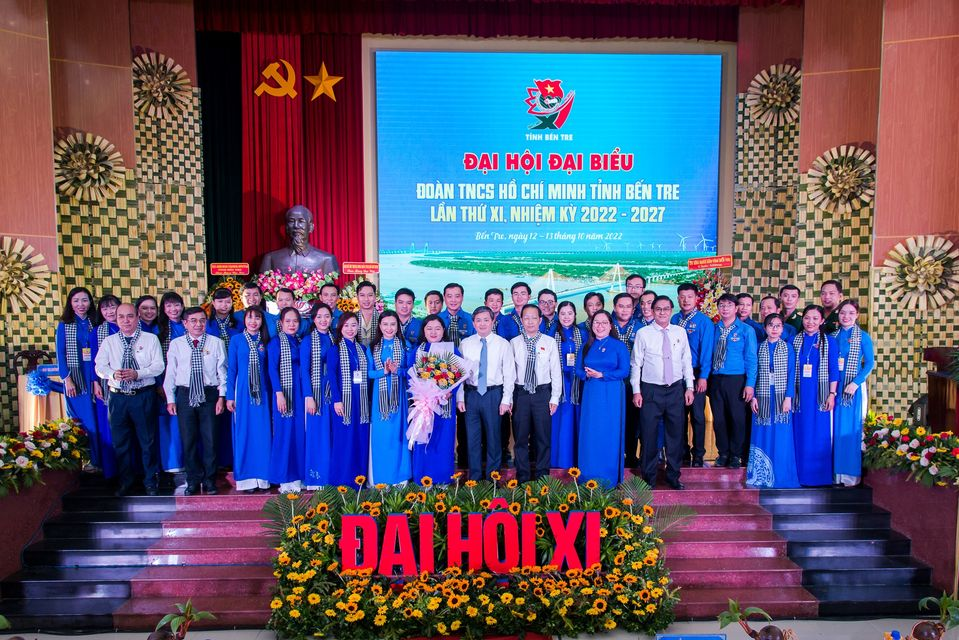 TỈNH BẾN TRE
ĐẠI HỘI ĐẠI BIỂU
ĐOÀN TNCS HỒ CHÍ MINH TỈNH BẾN TRE
LẦN THỨ XI, NHIỆM KỲ 2022 - 2027
Bến Tre, ngày 12 - 13 tháng 10 năm 2022
ĐẠI HỘI XI